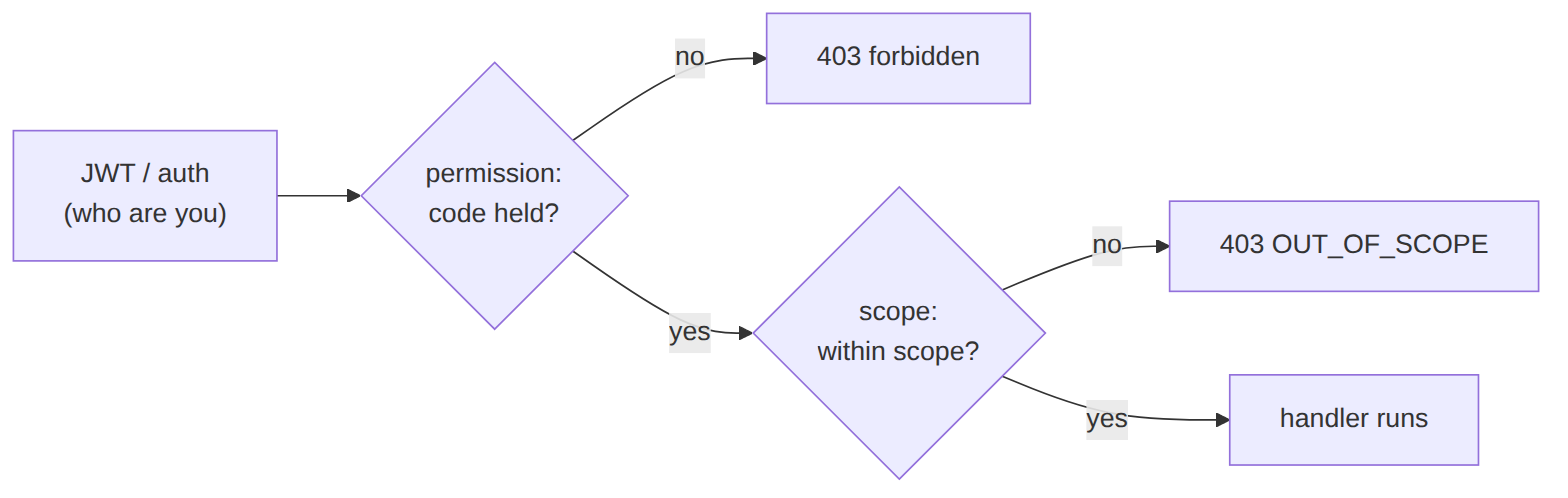 JWT / auth
(who are you)
permission:
code held?
no
403 forbidden
yes
scope:
within scope?
no
403 OUT_OF_SCOPE
yes
handler runs